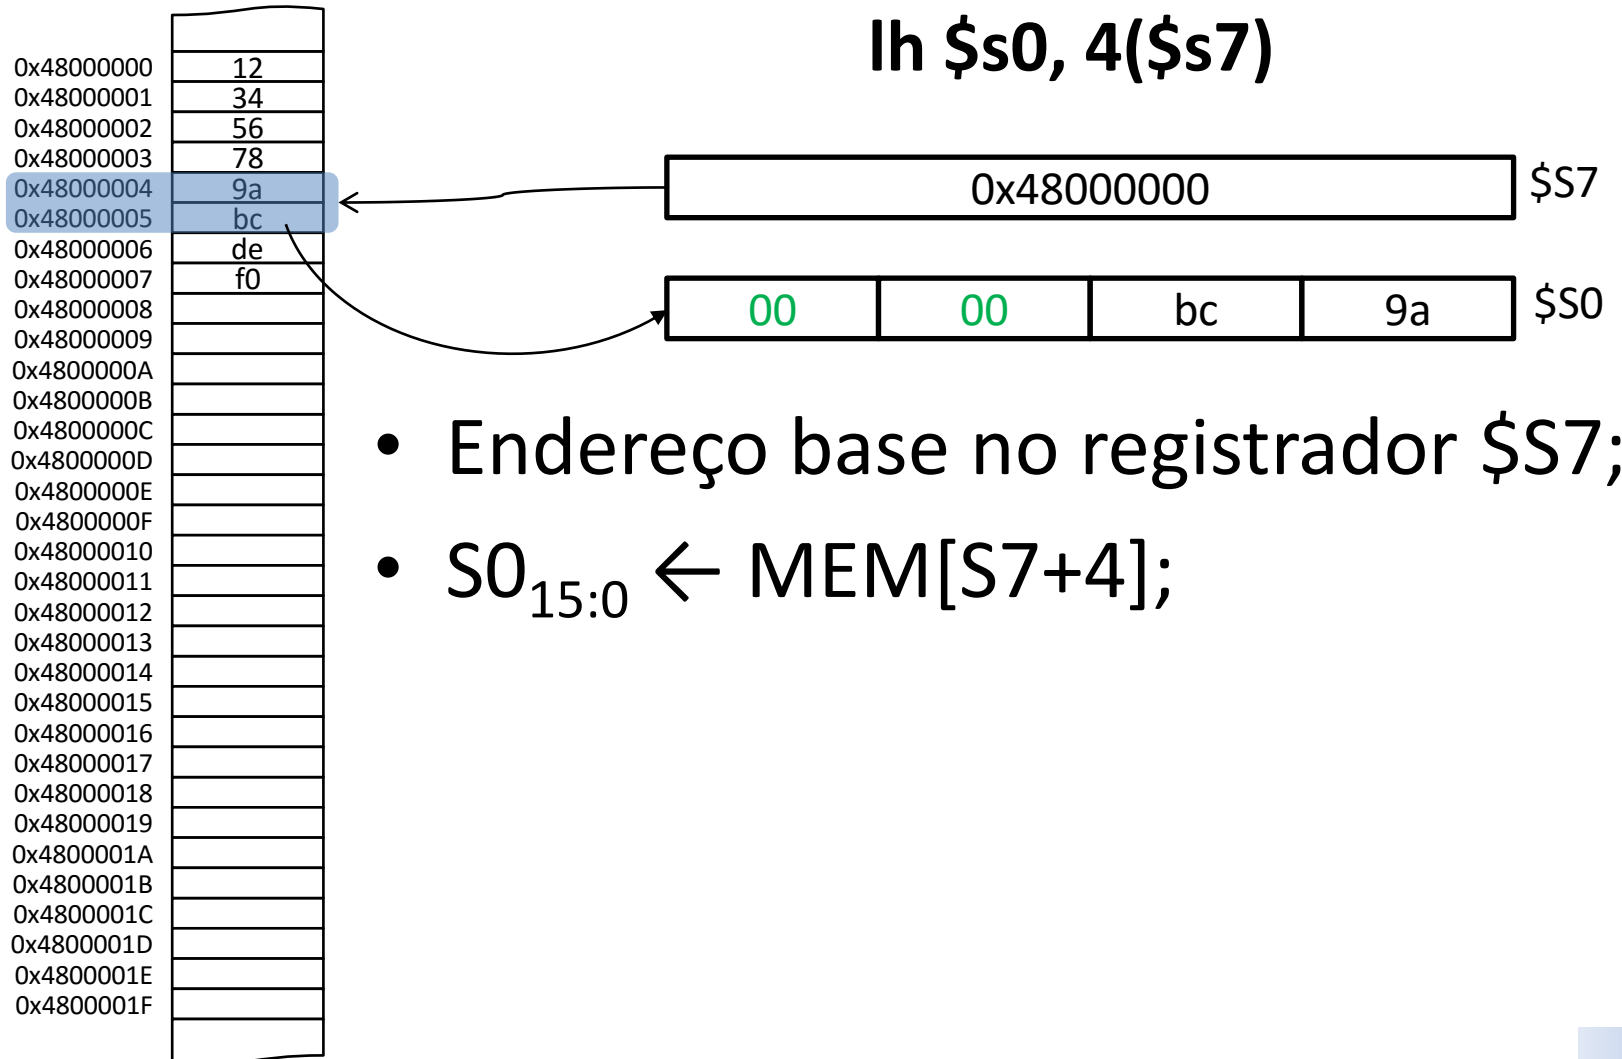 lh $s0, 4($s7)
0x48000000 12
0x48000001 34
0x48000002 56
0x48000003 78
0x48000004 9a
0x48000005 bc
0x48000006 de
0x48000007 f0
0x48000008
0x48000009
0x4800000A
0x4800000B
0x4800000C
0x4800000D
0x4800000E
0x4800000F
0x48000010
0x48000011
0x48000012
0x48000013
0x48000014
0x48000015
0x48000016
0x48000017
0x48000018
0x48000019
0x4800001A
0x4800001B
0x4800001C
0x4800001D
0x4800001E
0x4800001F
0x48000000 $S7
00 00 bc 9a $S0
• Endereço base no registrador $S7;
• S0₁₅:₀ ← MEM[S7+4];